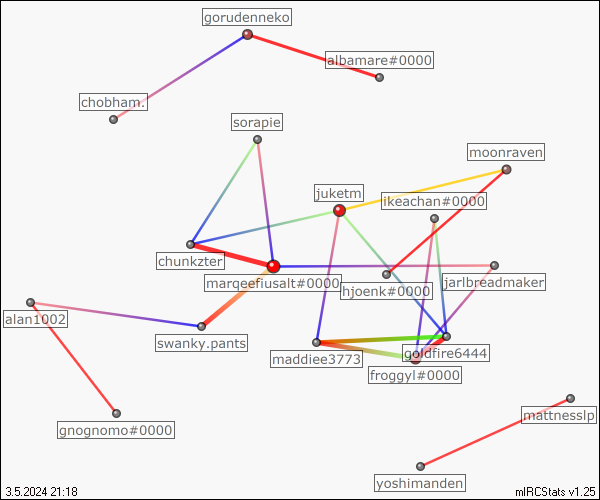 gorudenneko
albamare#0000
chobham.
sorapie
moonraven
juketm
ikeachan#0000
chunkzter
marqeefiusalt#0000
hjoenk#0000
jarlbreadmaker
alan1002
swanky.pants
maddiee3773
goldfire6444
froggyl#0000
mattnesslp
gnognomo#0000
yoshimanden
3.5.2024 21:18
mIRCStats v1.25